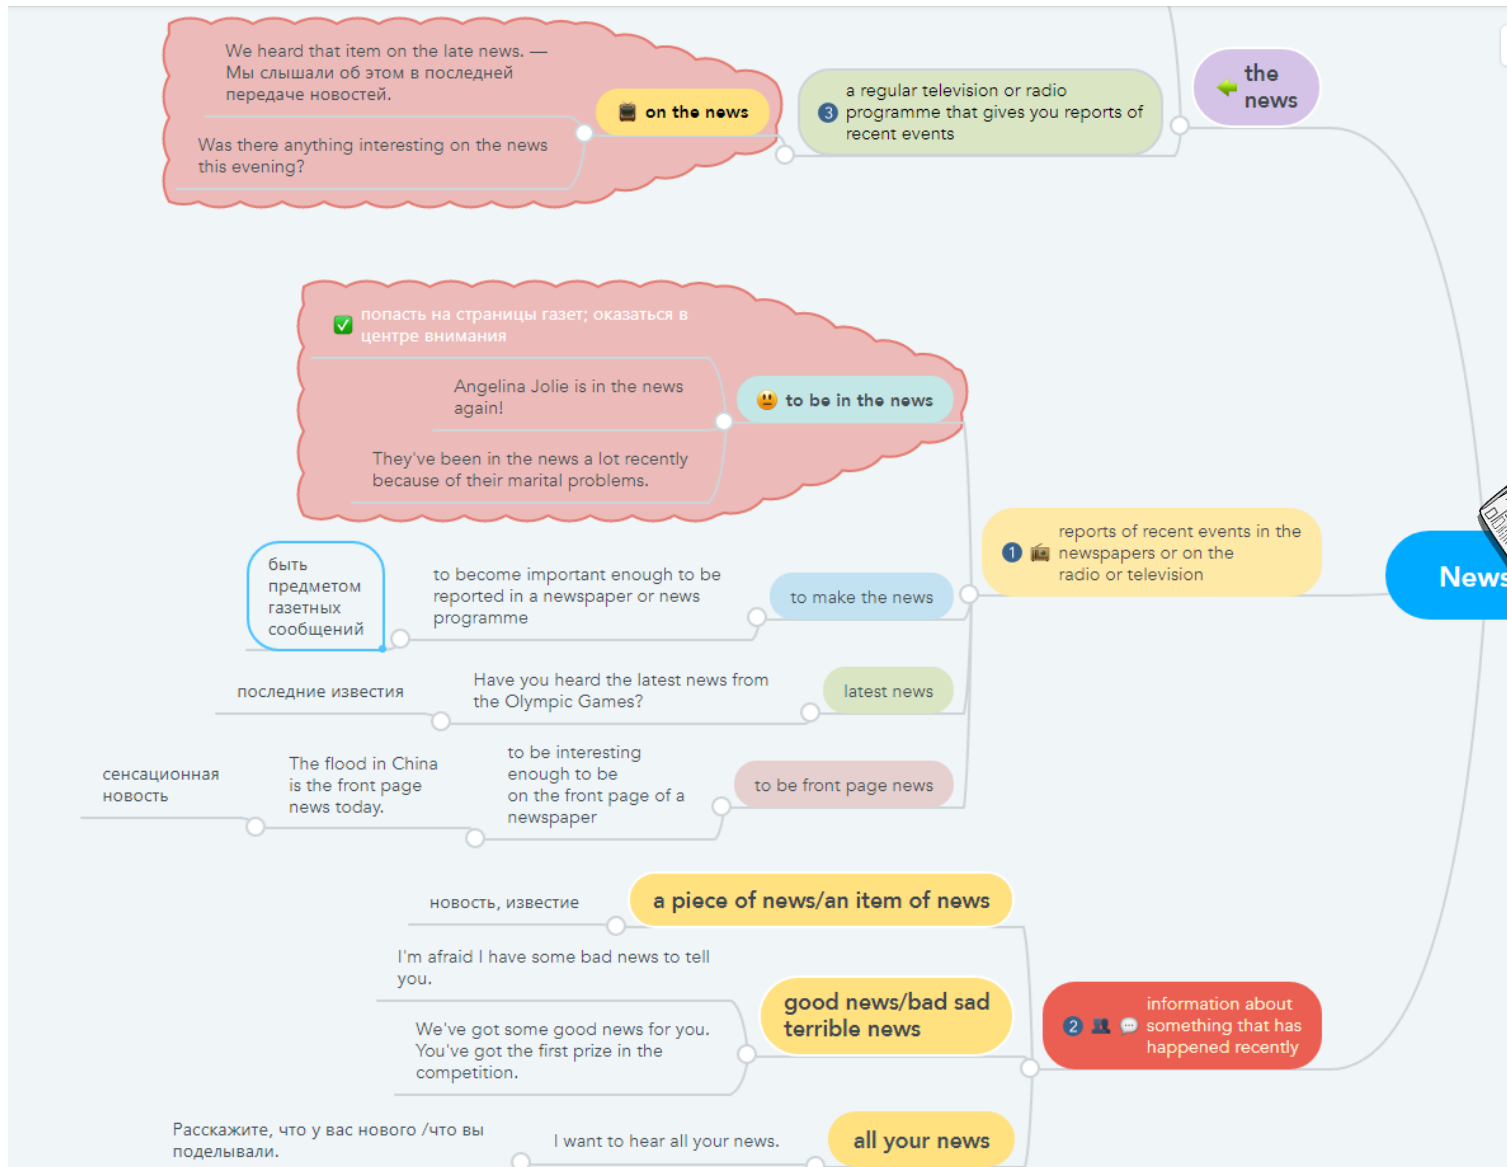 We heard that item on the late news. —
Мы слышали об этом в последней
передаче новостей.
Was there anything interesting on the news
this evening?
on the news
3
a regular television or radio
programme that gives you reports of
recent events
the
news
попасть на страницы газет; оказаться в
центре внимания
Angelina Jolie is in the news
again!
They've been in the news a lot recently
because of their marital problems.
to be in the news
1
reports of recent events in the
newspapers or on the
radio or television
News
быть
предметом
газетных
сообщений
to become important enough to be
reported in a newspaper or news
programme
to make the news
последние известия
Have you heard the latest news from
the Olympic Games?
latest news
сенсационная
новость
The flood in China
is the front page
news today.
to be interesting
enough to be
on the front page of a
newspaper
to be front page news
новость, известие
a piece of news/an item of news
I'm afraid I have some bad news to tell
you.
We've got some good news for you.
You've got the first prize in the
competition.
good news/bad sad
terrible news
2
information about
something that has
happened recently
Расскажите, что у вас нового /что вы
поделывали.
I want to hear all your news.
all your news